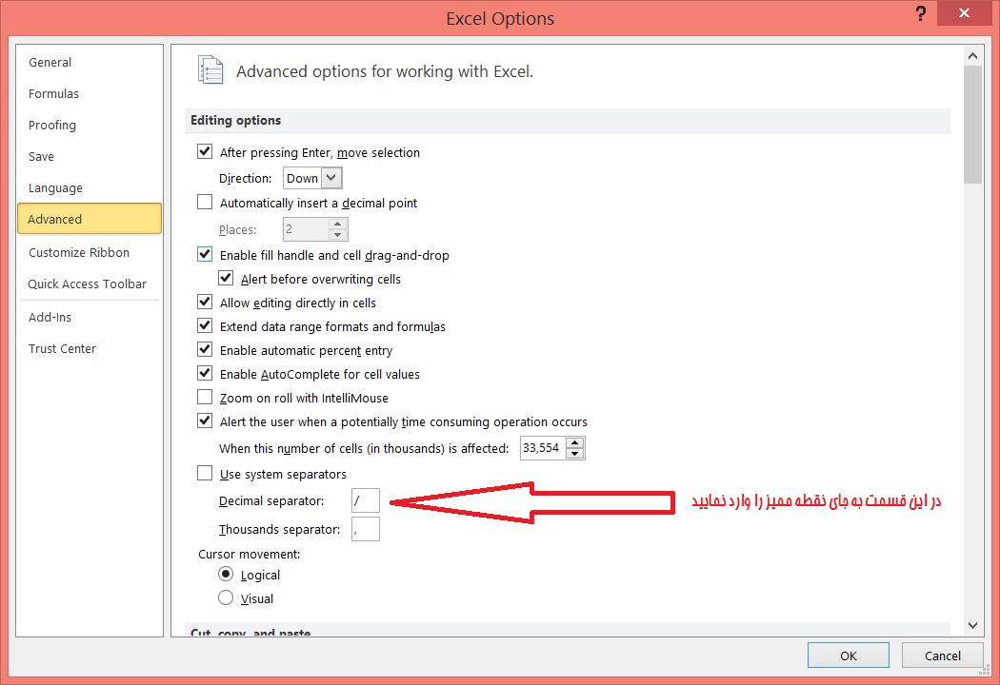 Excel Options
?
General
Formulas
Proofing
Save
Language
Advanced
Customize Ribbon
Quick Access Toolbar
Add-Ins
Trust Center
Advanced options for working with Excel.
Editing options
After pressing Enter, move selection
Direction: Down
Automatically insert a decimal point
Places: 2
Enable fill handle and cell drag-and-drop
Alert before overwriting cells
Allow editing directly in cells
Extend data range formats and formulas
Enable automatic percent entry
Enable AutoComplete for cell values
Zoom on roll with IntelliMouse
Alert the user when a potentially time consuming operation occurs
When this number of cells (in thousands) is affected: 33,554
Use system separators
Decimal separator: /
در این قسمت به جای نقطه ممیز را وارد نمایید
Thousands separator: ,
Cursor movement:
Logical
Visual
Cut, copy, and paste
OK
Cancel